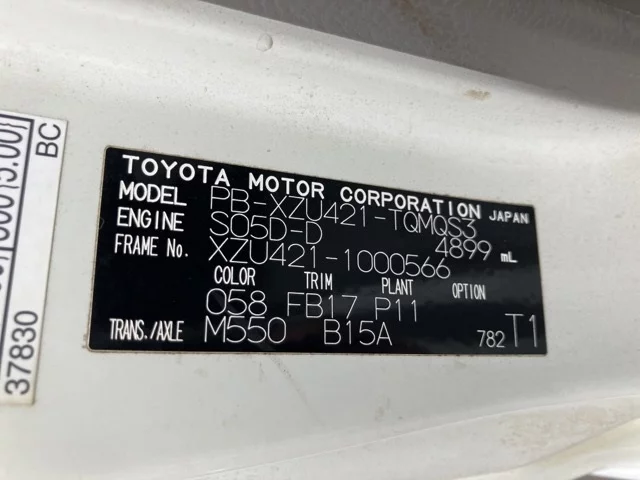 TOYOTA MOTOR CORPORATION JAPAN
MODEL PB-XZU421-TQMQS3
ENGINE S05D-D 4899 mL
FRAME No. XZU421-1000566
COLOR TRIM PLANT OPTION
058 FB17 P11
TRANS./AXLE M550 B15A 782 T1
37830
BC